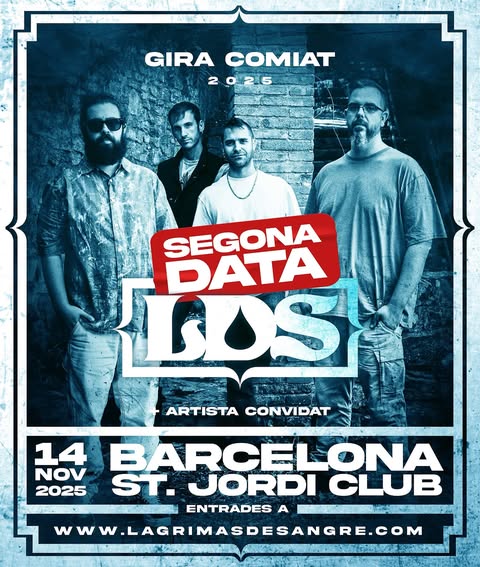 GIRA COMIAT
2025
SEGONA
DATA
LDS
+ ARTISTA CONVIDAT
14
NOV
2025
BARCELONA
ST. JORDI CLUB
ENTRADES A
WWW.LAGRIMASDESANGRE.COM